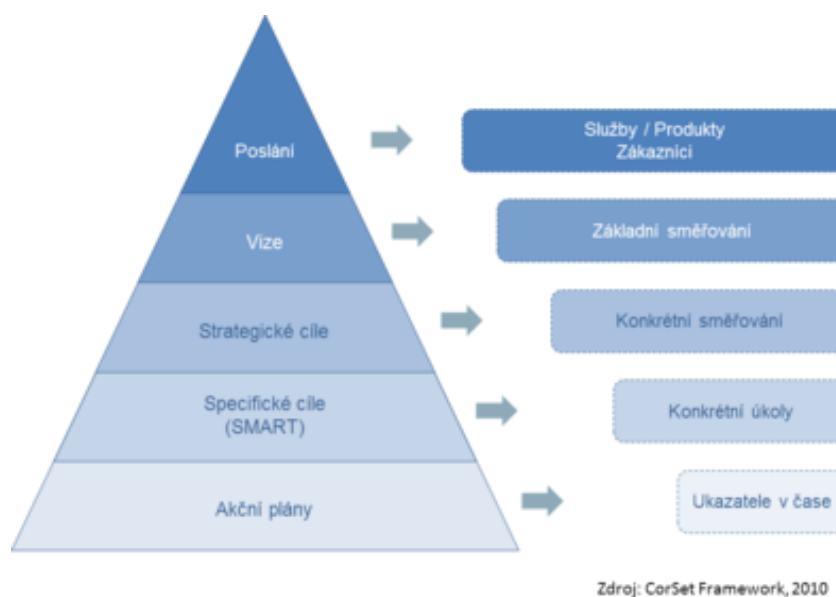 Poslání
Služby / Produkty
Zákazníci
Vize
Základní směřování
Strategické cíle
Konkrétní směřování
Specifické cíle
(SMART)
Konkrétní úkoly
Akční plány
Ukazatele v čase
Zdroj: CorSet Framework, 2010